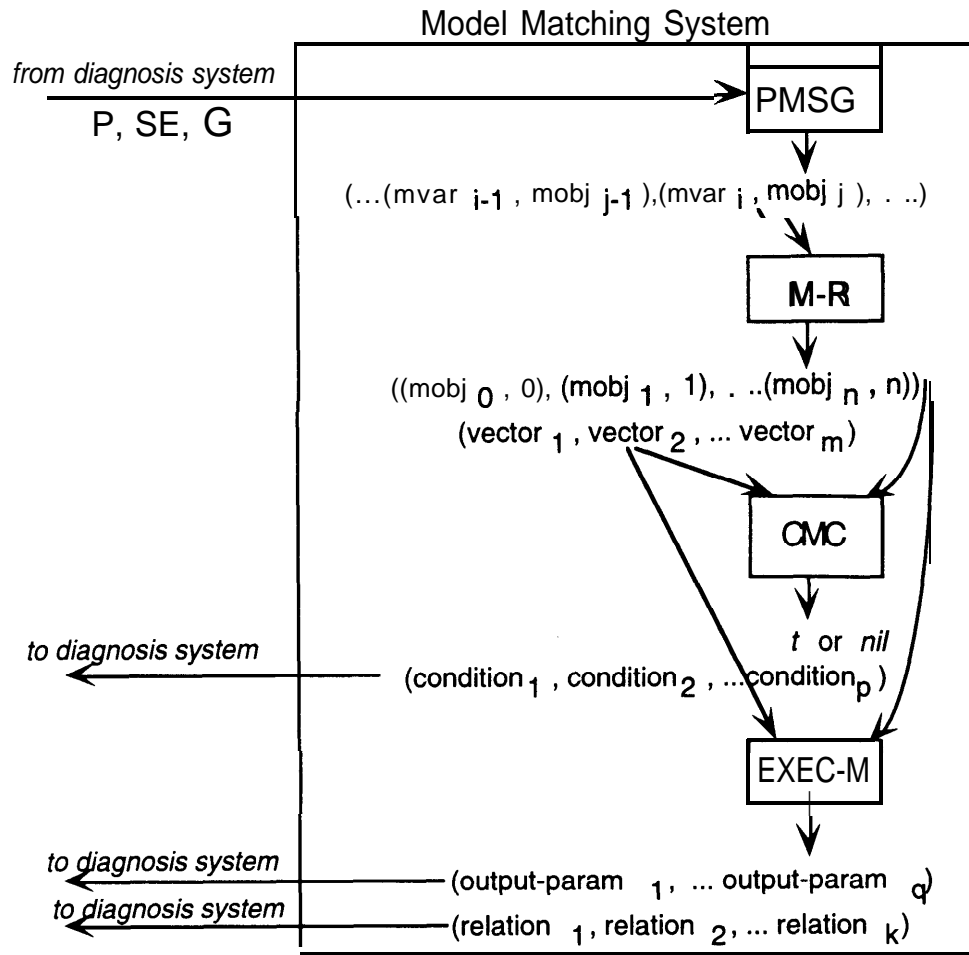 Model Matching System
from diagnosis system
P, SE, G
PMSG
(...(mvar i-1 , mobj j-1 ),(mvar i , mobj j ), . ..)
M-R
((mobj 0 , 0), (mobj 1 , 1), . ..(mobj n , n))
(vector 1 , vector 2 , ... vector m )
CMC
t or nil
to diagnosis system
(condition 1 , condition 2 , ...condition p )
EXEC-M
to diagnosis system
(output-param 1, ... output-param q)
to diagnosis system
(relation 1, relation 2, ... relation k)